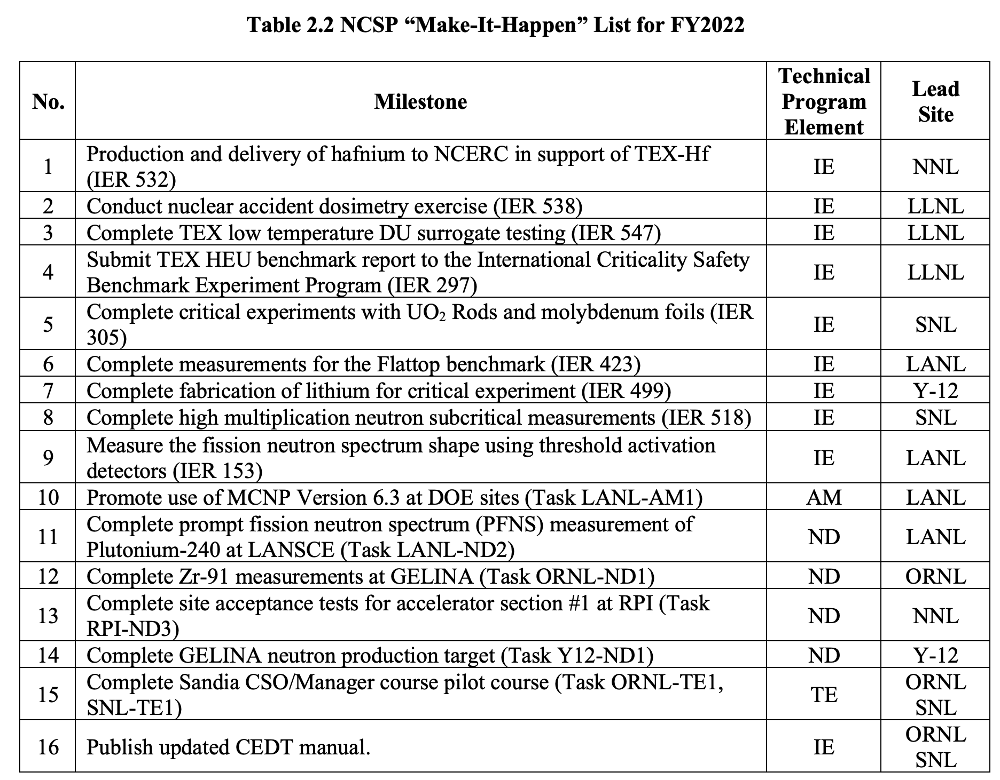 Table 2.2 NCSP “Make-It-Happen” List for FY2022
No.
Milestone
Technical
Program
Element
Lead
Site
1
Production and delivery of hafnium to NCERC in support of TEX-Hf
(IER 532)
IE
NNL
2
Conduct nuclear accident dosimetry exercise (IER 538)
IE
LLNL
3
Complete TEX low temperature DU surrogate testing (IER 547)
IE
LLNL
4
Submit TEX HEU benchmark report to the International Criticality Safety
Benchmark Experiment Program (IER 297)
IE
LLNL
5
Complete critical experiments with UO₂ Rods and molybdenum foils (IER
305)
IE
SNL
6
Complete measurements for the Flattop benchmark (IER 423)
IE
LANL
7
Complete fabrication of lithium for critical experiment (IER 499)
IE
Y-12
8
Complete high multiplication neutron subcritical measurements (IER 518)
IE
SNL
9
Measure the fission neutron spectrum shape using threshold activation
detectors (IER 153)
IE
LANL
10
Promote use of MCNP Version 6.3 at DOE sites (Task LANL-AM1)
AM
LANL
11
Complete prompt fission neutron spectrum (PFNS) measurement of
Plutonium-240 at LANSCE (Task LANL-ND2)
ND
LANL
12
Complete Zr-91 measurements at GELINA (Task ORNL-ND1)
ND
ORNL
13
Complete site acceptance tests for accelerator section #1 at RPI (Task
RPI-ND3)
ND
NNL
14
Complete GELINA neutron production target (Task Y12-ND1)
ND
Y-12
15
Complete Sandia CSO/Manager course pilot course (Task ORNL-TE1,
SNL-TE1)
TE
ORNL
SNL
16
Publish updated CEDT manual.
IE
ORNL
SNL